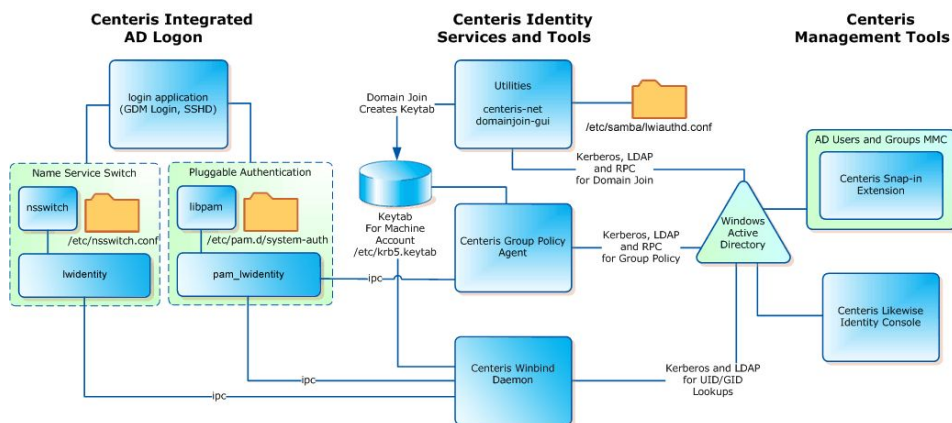 Centeris Integrated
AD Logon
Centeris Identity
Services and Tools
Centeris
Management Tools
login application
(GDM Login, SSHD)
Name Service Switch
nsswitch
/etc/nsswitch.conf
lwidentity
Pluggable Authentication
libpam
/etc/pam.d/system-auth
pam_lwidentity
Domain Join
Creates Keytab
Utilities
centeris-net
domainjoin-gui
/etc/samba/lwiauthd.conf
Kerberos, LDAP
and RPC
for Domain Join
Keytab
For Machine
Account
/etc/krb5.keytab
ipc
Centeris Group Policy
Agent
Kerberos, LDAP
and RPC
for Group Policy
Windows
Active
Directory
AD Users and Groups MMC
Centeris Snap-in
Extension
Centeris Likewise
Identity Console
Centeris Winbind
Daemon
ipc
ipc
Kerberos and LDAP
for UID/GID
Lookups